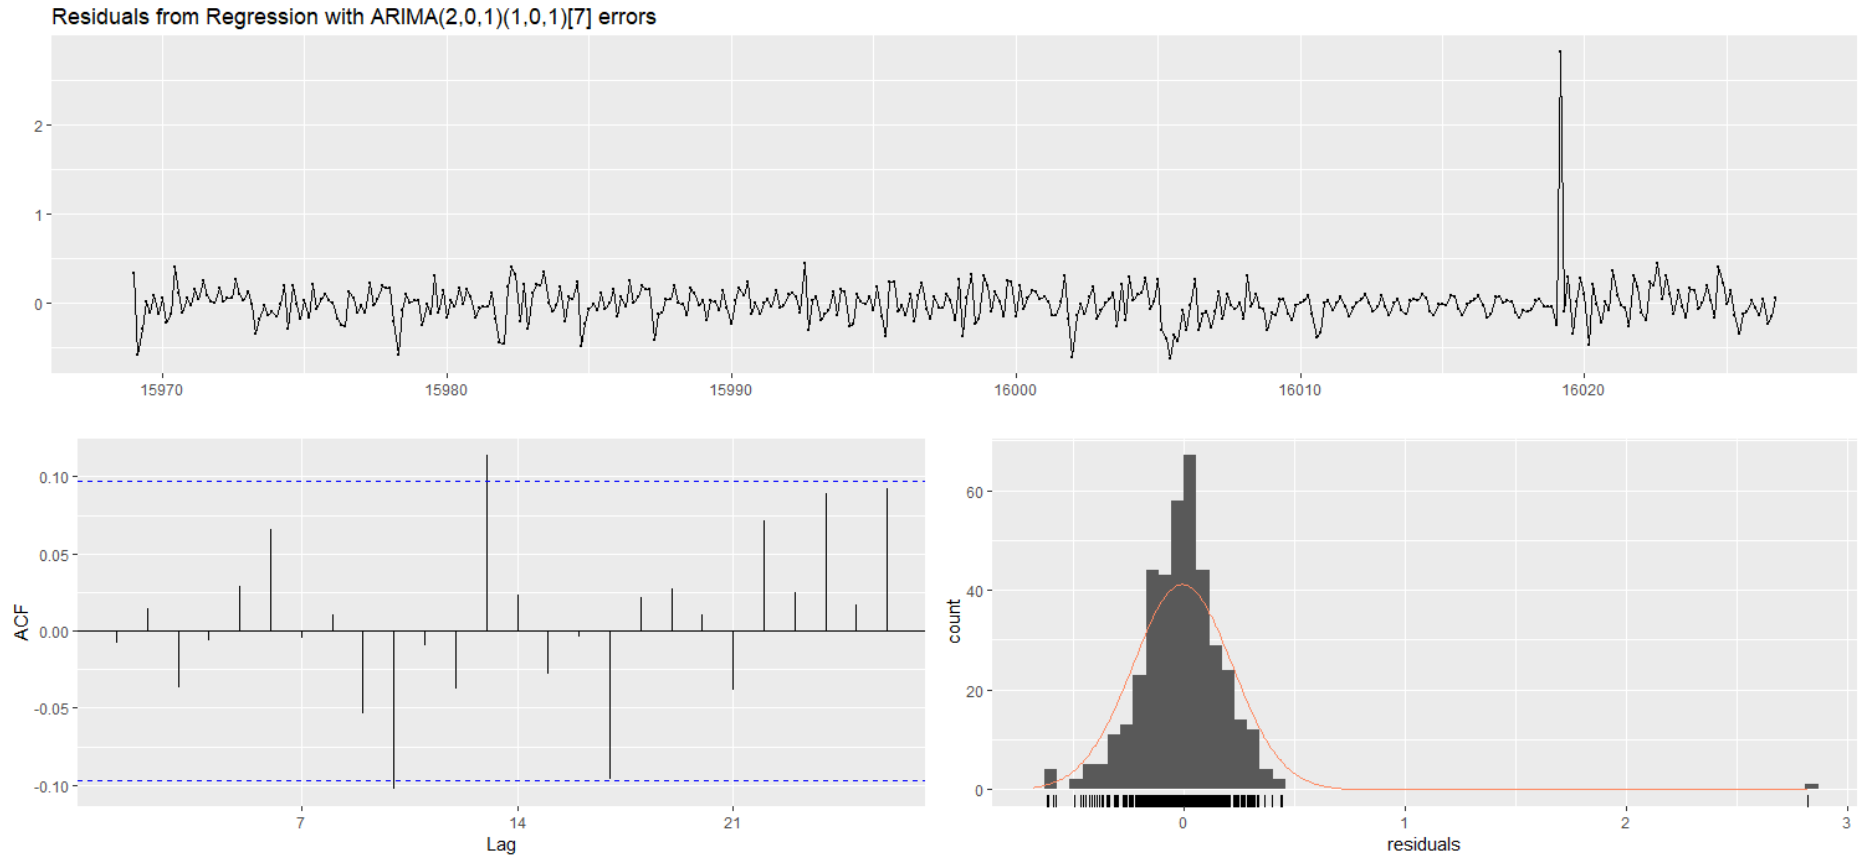 Residuals from Regression with ARIMA(2,0,1)(1,0,1)[7] errors
2
1
0
15970 15980 15990 16000 16010 16020
ACF
0.10
0.05
0.00
-0.05
-0.10
7 14 21
Lag
count
60
40
20
0
0 1 2 3
residuals